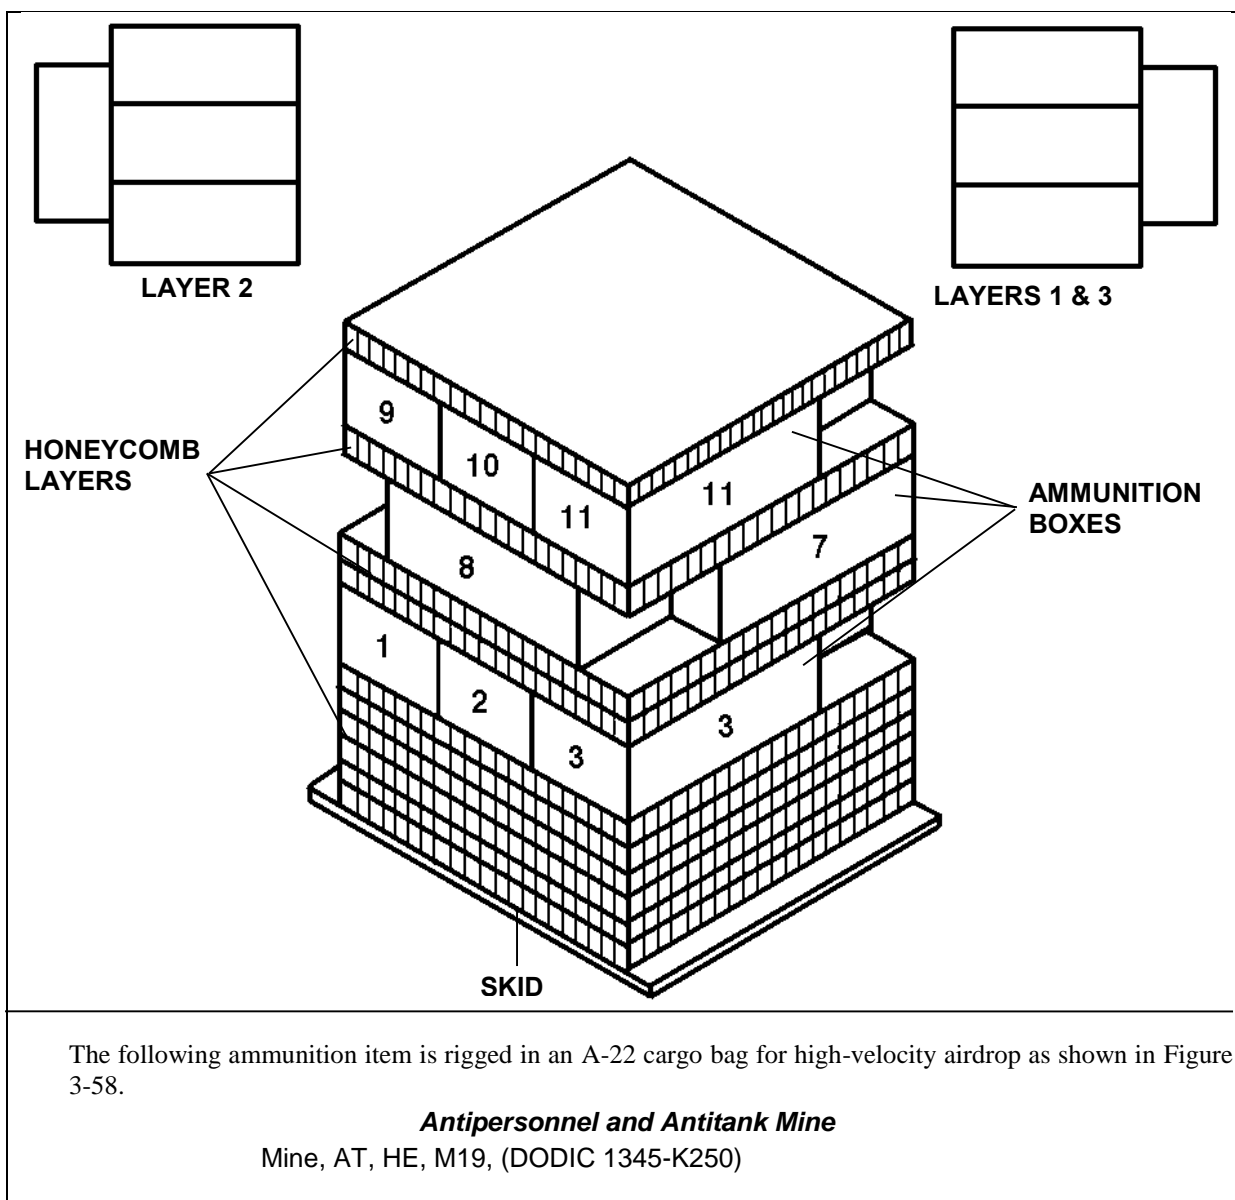 LAYER 2
LAYERS 1 & 3
HONEYCOMB
LAYERS
AMMUNITION
BOXES
9
10
11
11
8
7
1
2
3
3
SKID
The following ammunition item is rigged in an A-22 cargo bag for high-velocity airdrop as shown in Figure
3-58.
Antipersonnel and Antitank Mine
Mine, AT, HE, M19, (DODIC 1345-K250)